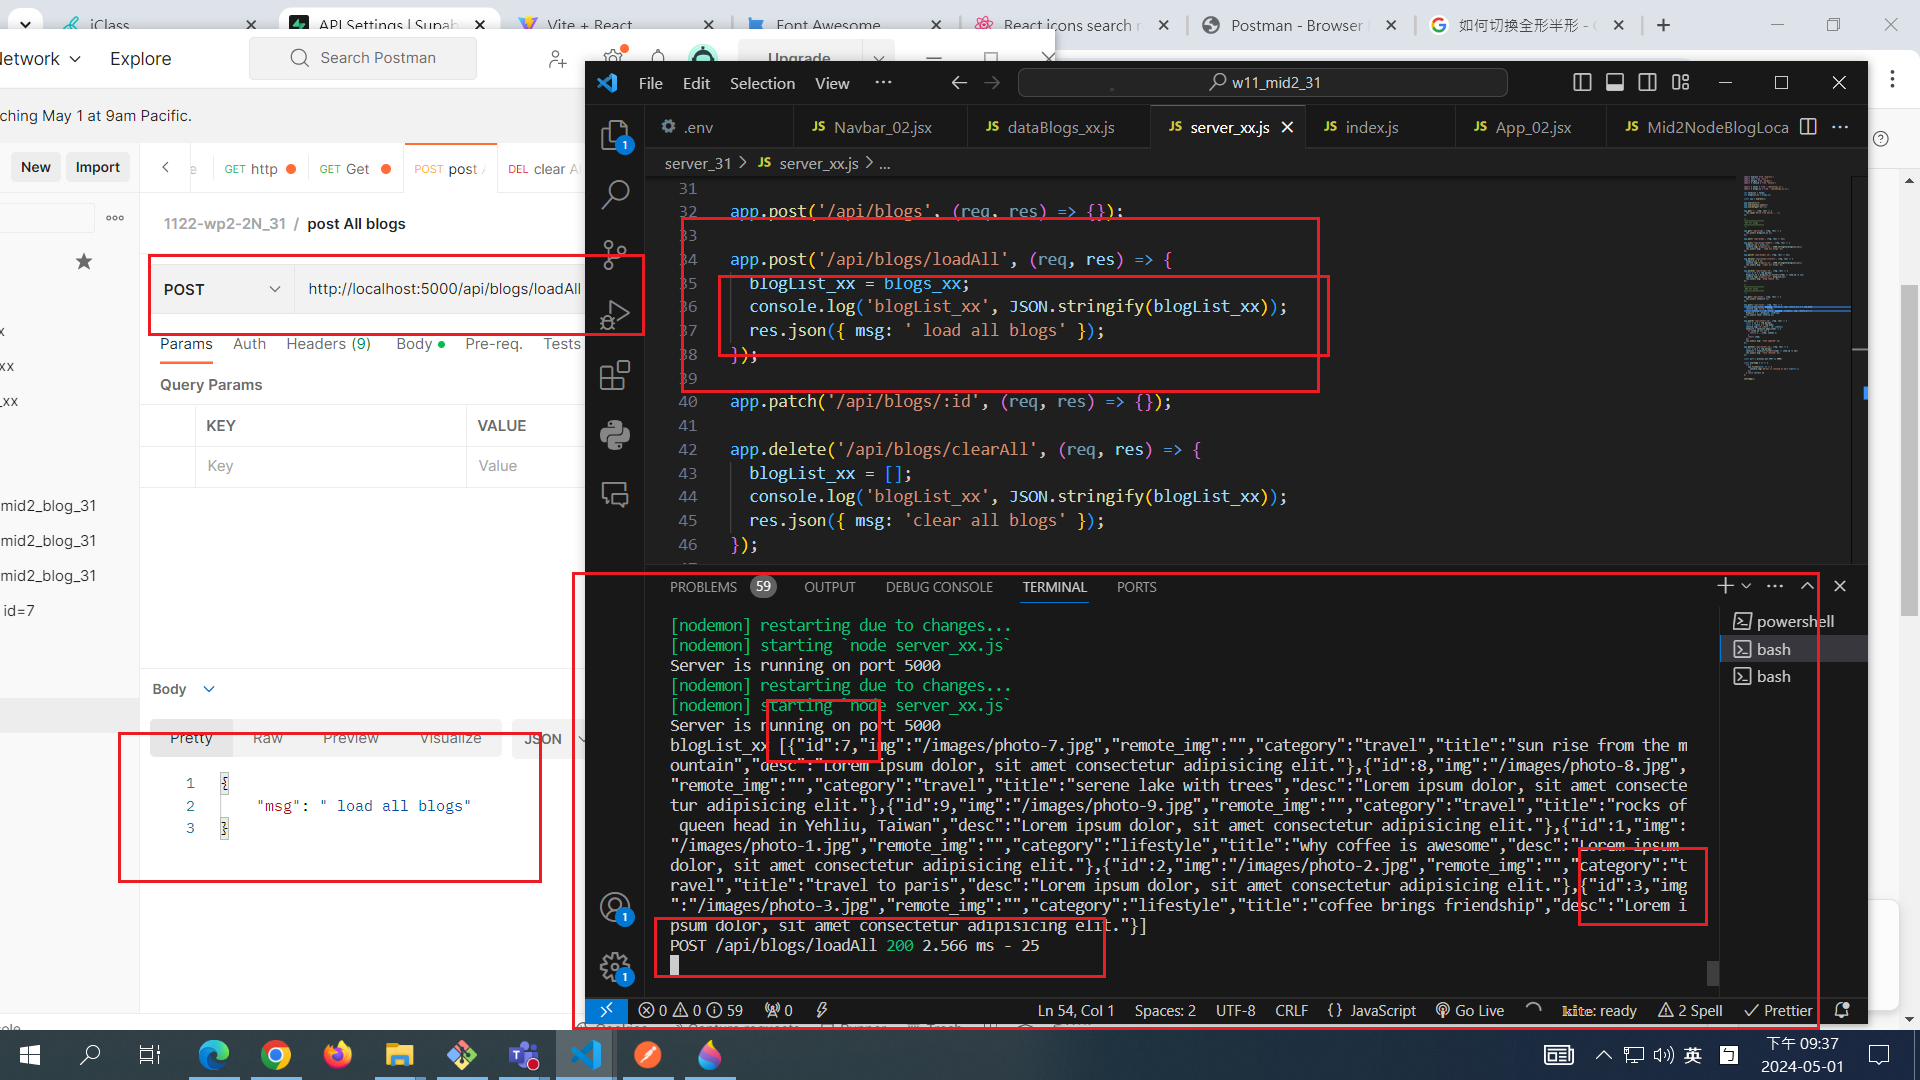 iClass
API Settings | Supab
Vite + React
Font Awesome
React icons search r
Postman - Browser
如何切換全形半形 -
Network
Explore
Search Postman
Upgrade
ching May 1 at 9am Pacific.
New
Import
GET http
GET Get
POST post
DEL clear A
1122-wp2-2N_31 / post All blogs
POST
http://localhost:5000/api/blogs/loadAll
Params
Auth
Headers (9)
Body
Pre-req.
Tests
Query Params
KEY
VALUE
Key
Value
x
xx
_xx
mid2_blog_31
mid2_blog_31
mid2_blog_31
id=7
Body
Pretty
Raw
Preview
Visualize
JSON
1 {
2 "msg": " load all blogs"
3 }
File
Edit
Selection
View
w11_mid2_31
.env
JS Navbar_02.jsx
JS dataBlogs_xx.js
JS server_xx.js
JS index.js
JS App_02.jsx
JS Mid2NodeBlogLoca
server_31 > JS server_xx.js > ...
31
32 app.post('/api/blogs', (req, res) => {});
33
34 app.post('/api/blogs/loadAll', (req, res) => {
35 blogList_xx = blogs_xx;
36 console.log('blogList_xx', JSON.stringify(blogList_xx));
37 res.json({ msg: ' load all blogs' });
38 });
39
40 app.patch('/api/blogs/:id', (req, res) => {});
41
42 app.delete('/api/blogs/clearAll', (req, res) => {
43 blogList_xx = [];
44 console.log('blogList_xx', JSON.stringify(blogList_xx));
45 res.json({ msg: 'clear all blogs' });
46 });
PROBLEMS 59
OUTPUT
DEBUG CONSOLE
TERMINAL
PORTS
powershell
bash
bash
[nodemon] restarting due to changes...
[nodemon] starting `node server_xx.js`
Server is running on port 5000
[nodemon] restarting due to changes...
[nodemon] starting `node server_xx.js`
Server is running on port 5000
blogList_xx [{"id":7,"img":"/images/photo-7.jpg","remote_img":"","category":"travel","title":"sun rise from the m
ountain","desc":"Lorem ipsum dolor, sit amet consectetur adipisicing elit."},{"id":8,"img":"/images/photo-8.jpg",
"remote_img":"","category":"travel","title":"serene lake with trees","desc":"Lorem ipsum dolor, sit amet consecte
tur adipisicing elit."},{"id":9,"img":"/images/photo-9.jpg","remote_img":"","category":"travel","title":"rocks of
queen head in Yehliu, Taiwan","desc":"Lorem ipsum dolor, sit amet consectetur adipisicing elit."},{"id":1,"img":
"/images/photo-1.jpg","remote_img":"","category":"lifestyle","title":"why coffee is awesome","desc":"Lorem ipsum
dolor, sit amet consectetur adipisicing elit."},{"id":2,"img":"/images/photo-2.jpg","remote_img":"","category":"t
ravel","title":"travel to paris","desc":"Lorem ipsum dolor, sit amet consectetur adipisicing elit."},{"id":3,"img
":"/images/photo-3.jpg","remote_img":"","category":"lifestyle","title":"coffee brings friendship","desc":"Lorem i
psum dolor, sit amet consectetur adipisicing elit."}]
POST /api/blogs/loadAll 200 2.566 ms - 25
0 0 59
0
Ln 54, Col 1
Spaces: 2
UTF-8
CRLF
{} JavaScript
Go Live
kite: ready
2 Spell
Prettier
英
下午 09:37
2024-05-01